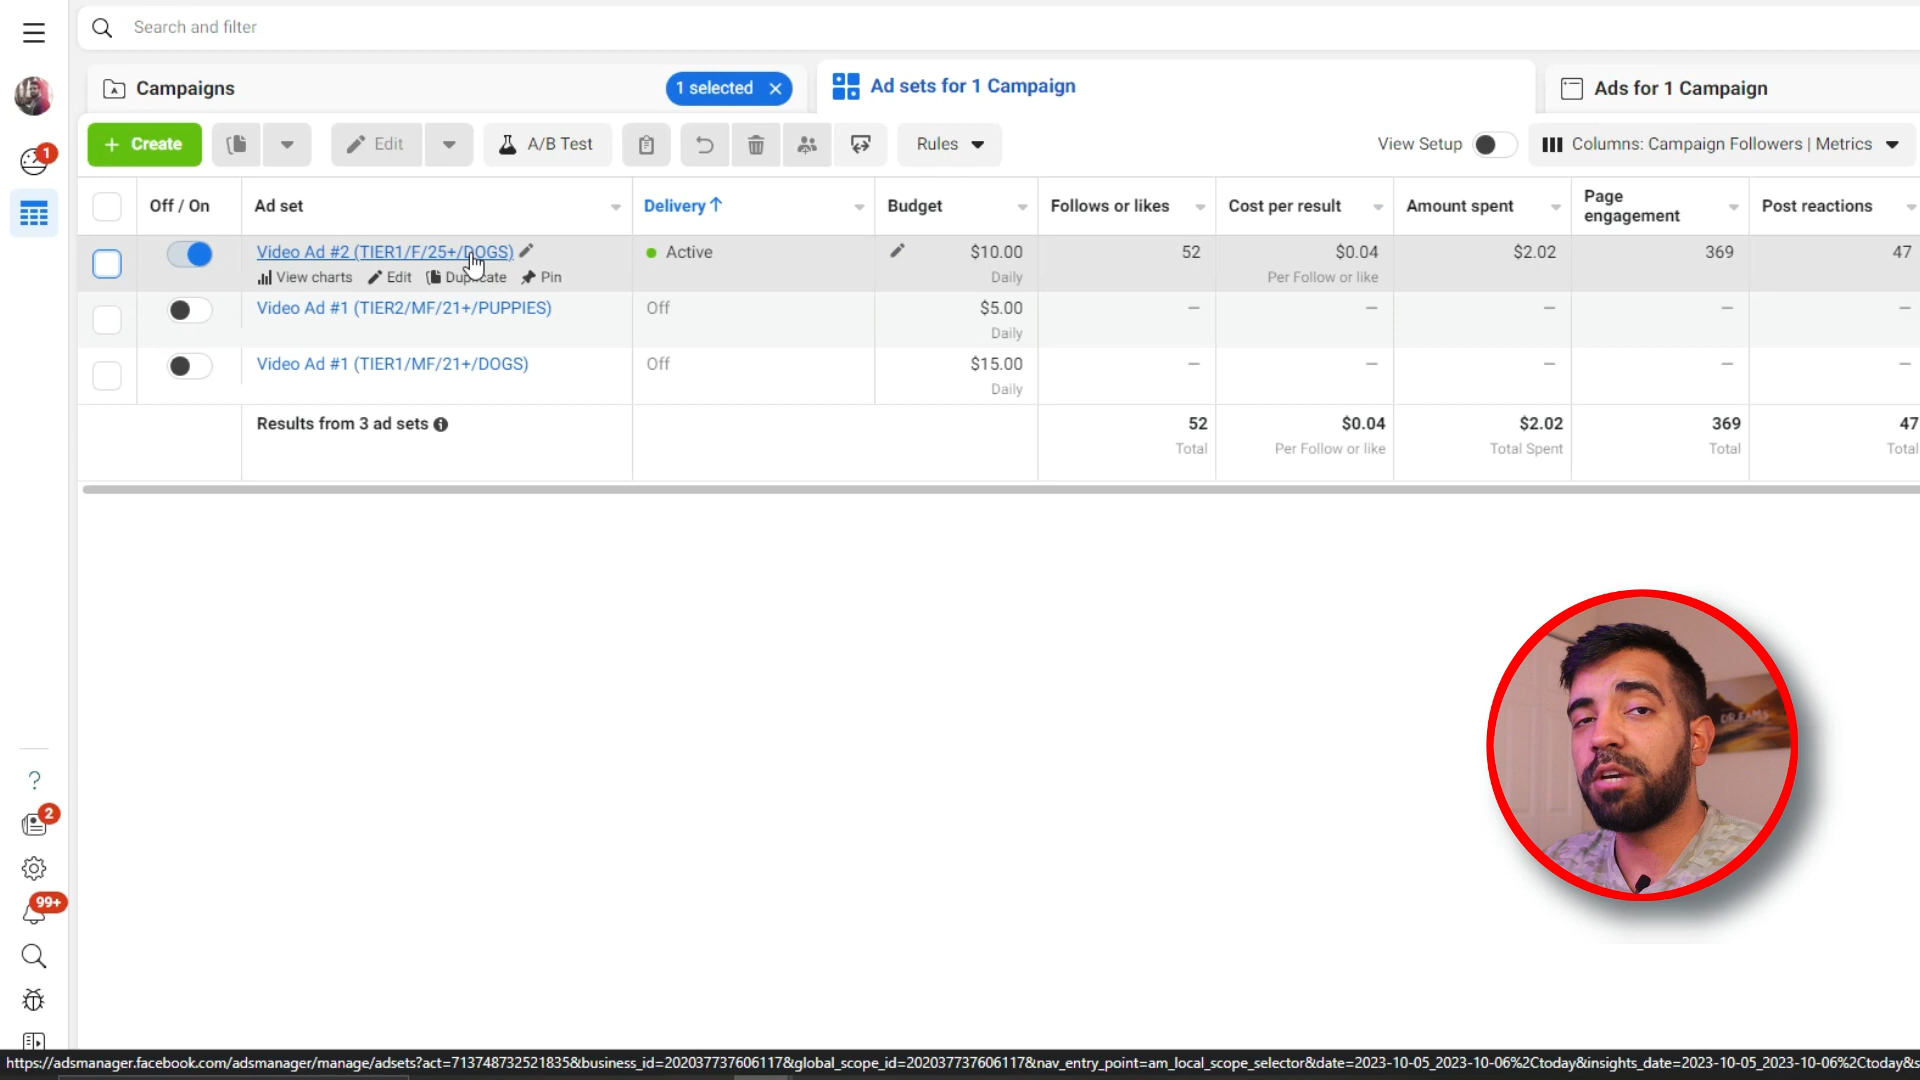 Search and filter
Campaigns
1 selected
Ad sets for 1 Campaign
Ads for 1 Campaign
1
+ Create
Edit
A/B Test
Rules
View Setup
Columns: Campaign Followers | Metrics
Off / On
Ad set
Delivery ↑
Budget
Follows or likes
Cost per result
Amount spent
Page engagement
Post reactions
Video Ad #2 (TIER1/F/25+/DOGS)
Active
$10.00
52
$0.04
$2.02
369
47
View charts
Edit
Duplicate
Pin
Daily
Per Follow or like
Video Ad #1 (TIER2/MF/21+/PUPPIES)
Off
$5.00
—
—
—
—
—
Daily
Video Ad #1 (TIER1/MF/21+/DOGS)
Off
$15.00
—
—
—
—
—
Daily
Results from 3 ad sets
52
$0.04
$2.02
369
47
Total
Per Follow or like
Total Spent
Total
Total
DREAMS
?
2
99+
https://adsmanager.facebook.com/adsmanager/manage/adsets?act=713748732521835&business_id=202037737606117&global_scope_id=202037737606117&nav_entry_point=am_local_scope_selector&date=2023-10-05_2023-10-06%2Ctoday&insights_date=2023-10-05_2023-10-06%2Ctoday&s